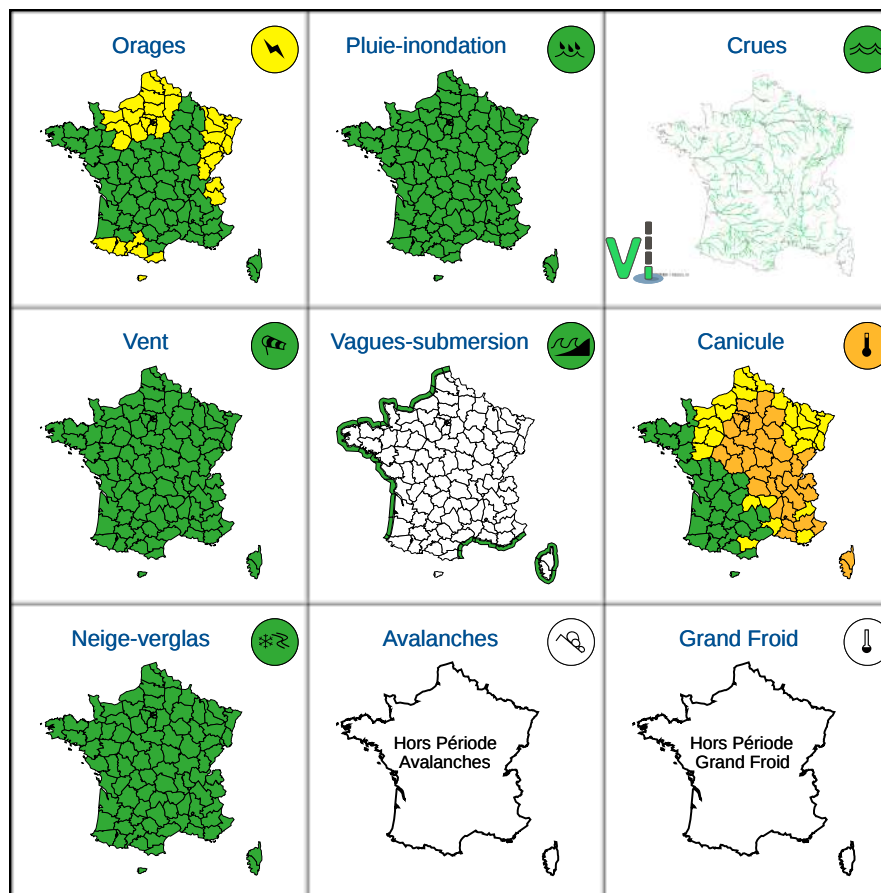 Orages
Pluie-inondation
Crues
Vent
Vagues-submersion
Canicule
Neige-verglas
Avalanches
Grand Froid
Hors Période
Avalanches
Hors Période
Grand Froid